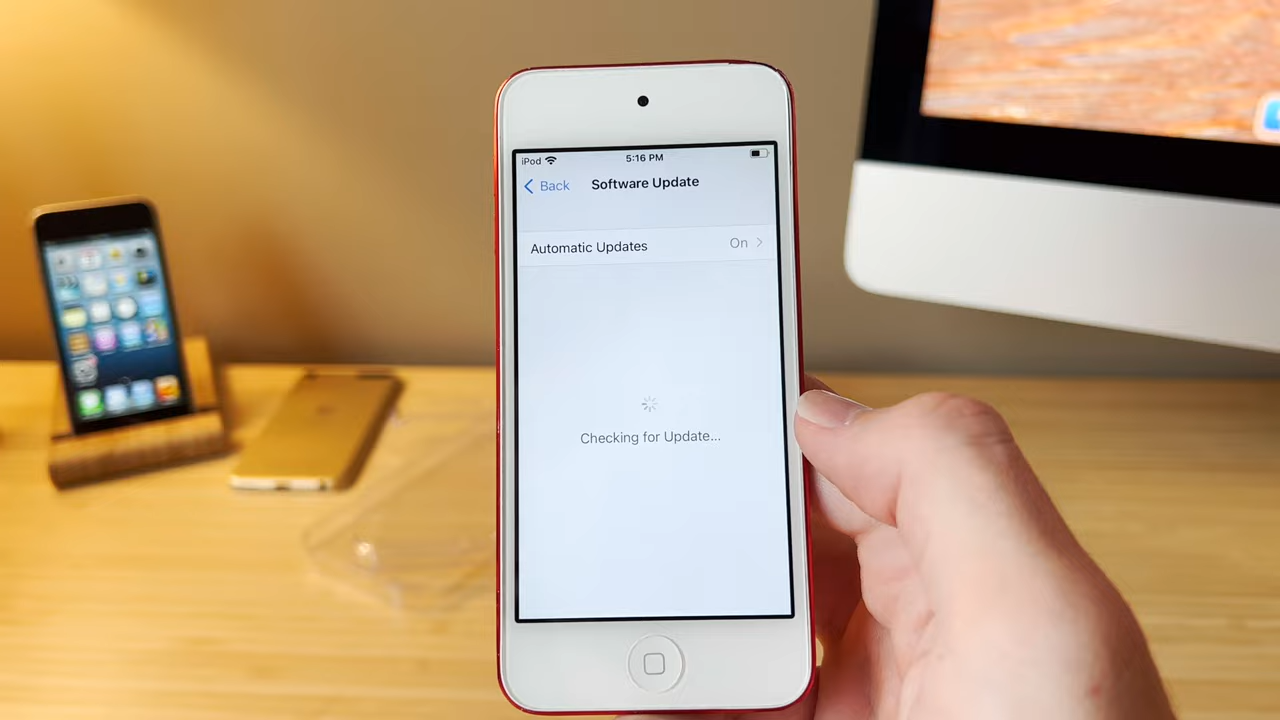 iPod 5:16 PM
Back Software Update
Automatic Updates On
Checking for Update...